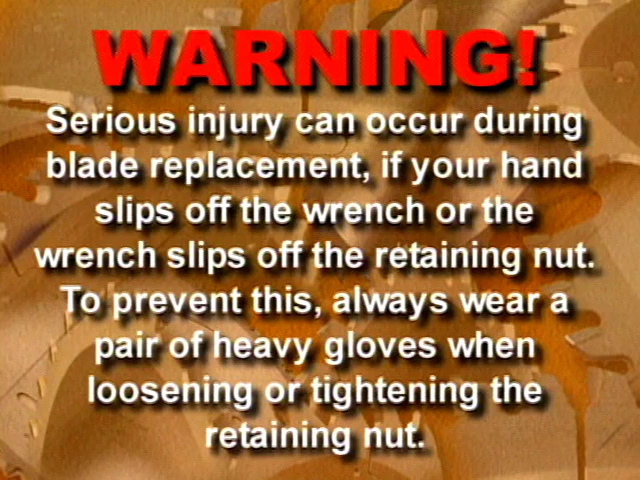 WARNING!
Serious injury can occur during
blade replacement, if your hand
slips off the wrench or the
wrench slips off the retaining nut.
To prevent this, always wear a
pair of heavy gloves when
loosening or tightening the
retaining nut.